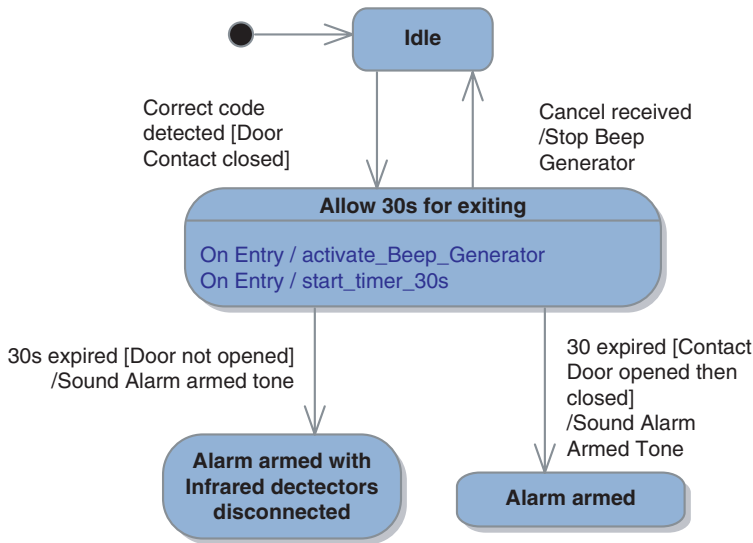 Idle
Correct code
detected [Door
Contact closed]
Cancel received
/Stop Beep
Generator
Allow 30s for exiting
On Entry / activate_Beep_Generator
On Entry / start_timer_30s
30s expired [Door not opened]
/Sound Alarm armed tone
30 expired [Contact
Door opened then
closed]
/Sound Alarm
Armed Tone
Alarm armed with
Infrared dectectors
disconnected
Alarm armed